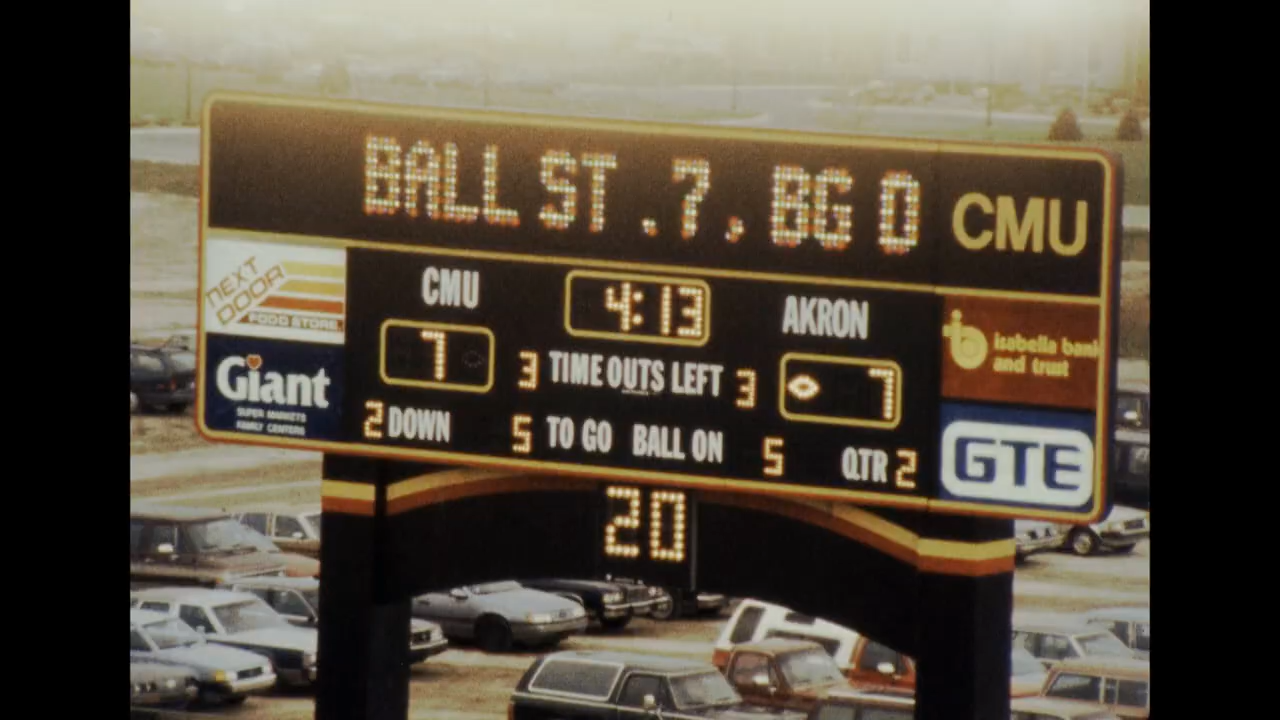 BALL ST.7, BG 0
CMU
NEXT DOOR
FOOD STORE
Giant
SUPER MARKETS
FAMILY CENTERS
CMU
4:13
AKRON
7
7
3 TIME OUTS LEFT 3
2 DOWN
5 TO GO
BALL ON 5
QTR 2
isabella bank
and trust
GTE
20